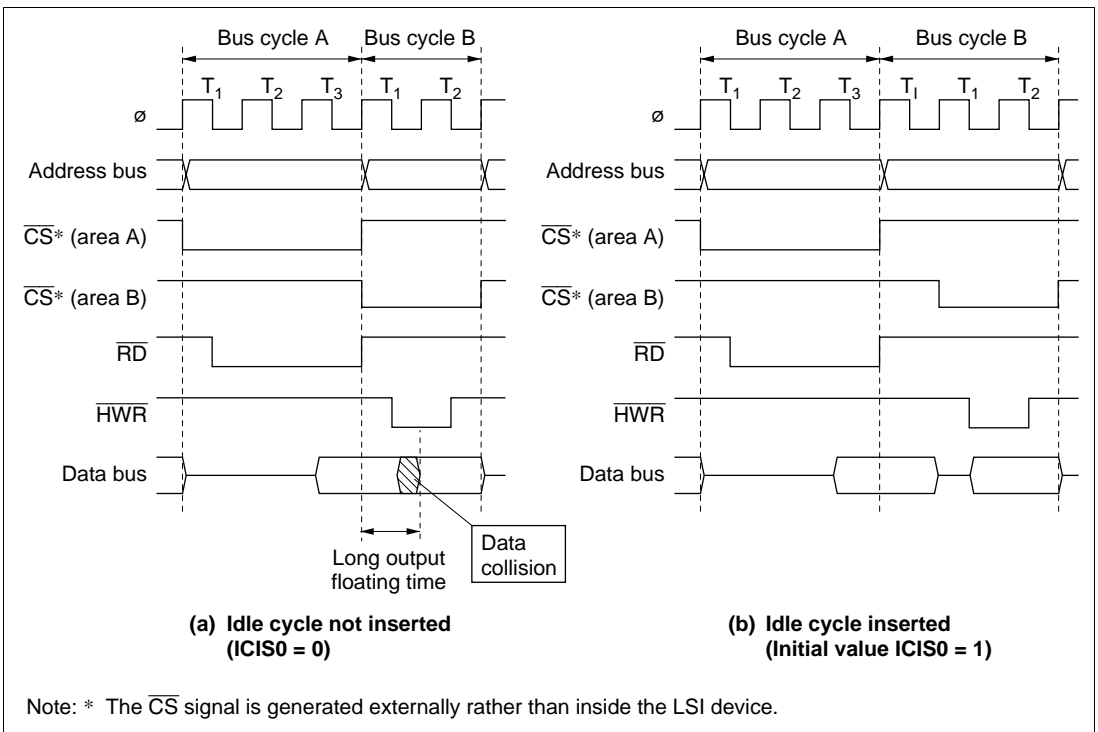 Bus cycle A Bus cycle B
T1 T2 T3 T1 T2
ø
Address bus
CS* (area A)
CS* (area B)
RD
HWR
Data bus
Long output
floating time
Data
collision
(a) Idle cycle not inserted
(ICIS0 = 0)
Bus cycle A Bus cycle B
T1 T2 T3 TI T1 T2
ø
Address bus
CS* (area A)
CS* (area B)
RD
HWR
Data bus
(b) Idle cycle inserted
(Initial value ICIS0 = 1)
Note: * The CS signal is generated externally rather than inside the LSI device.